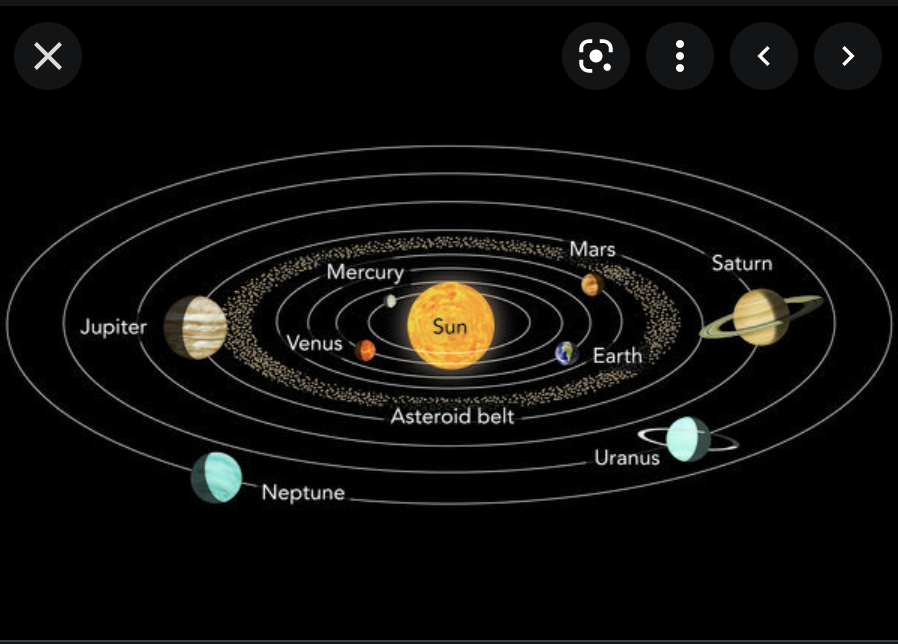 Mars
Saturn
Mercury
Sun
Jupiter
Venus
Earth
Asteroid belt
Uranus
Neptune